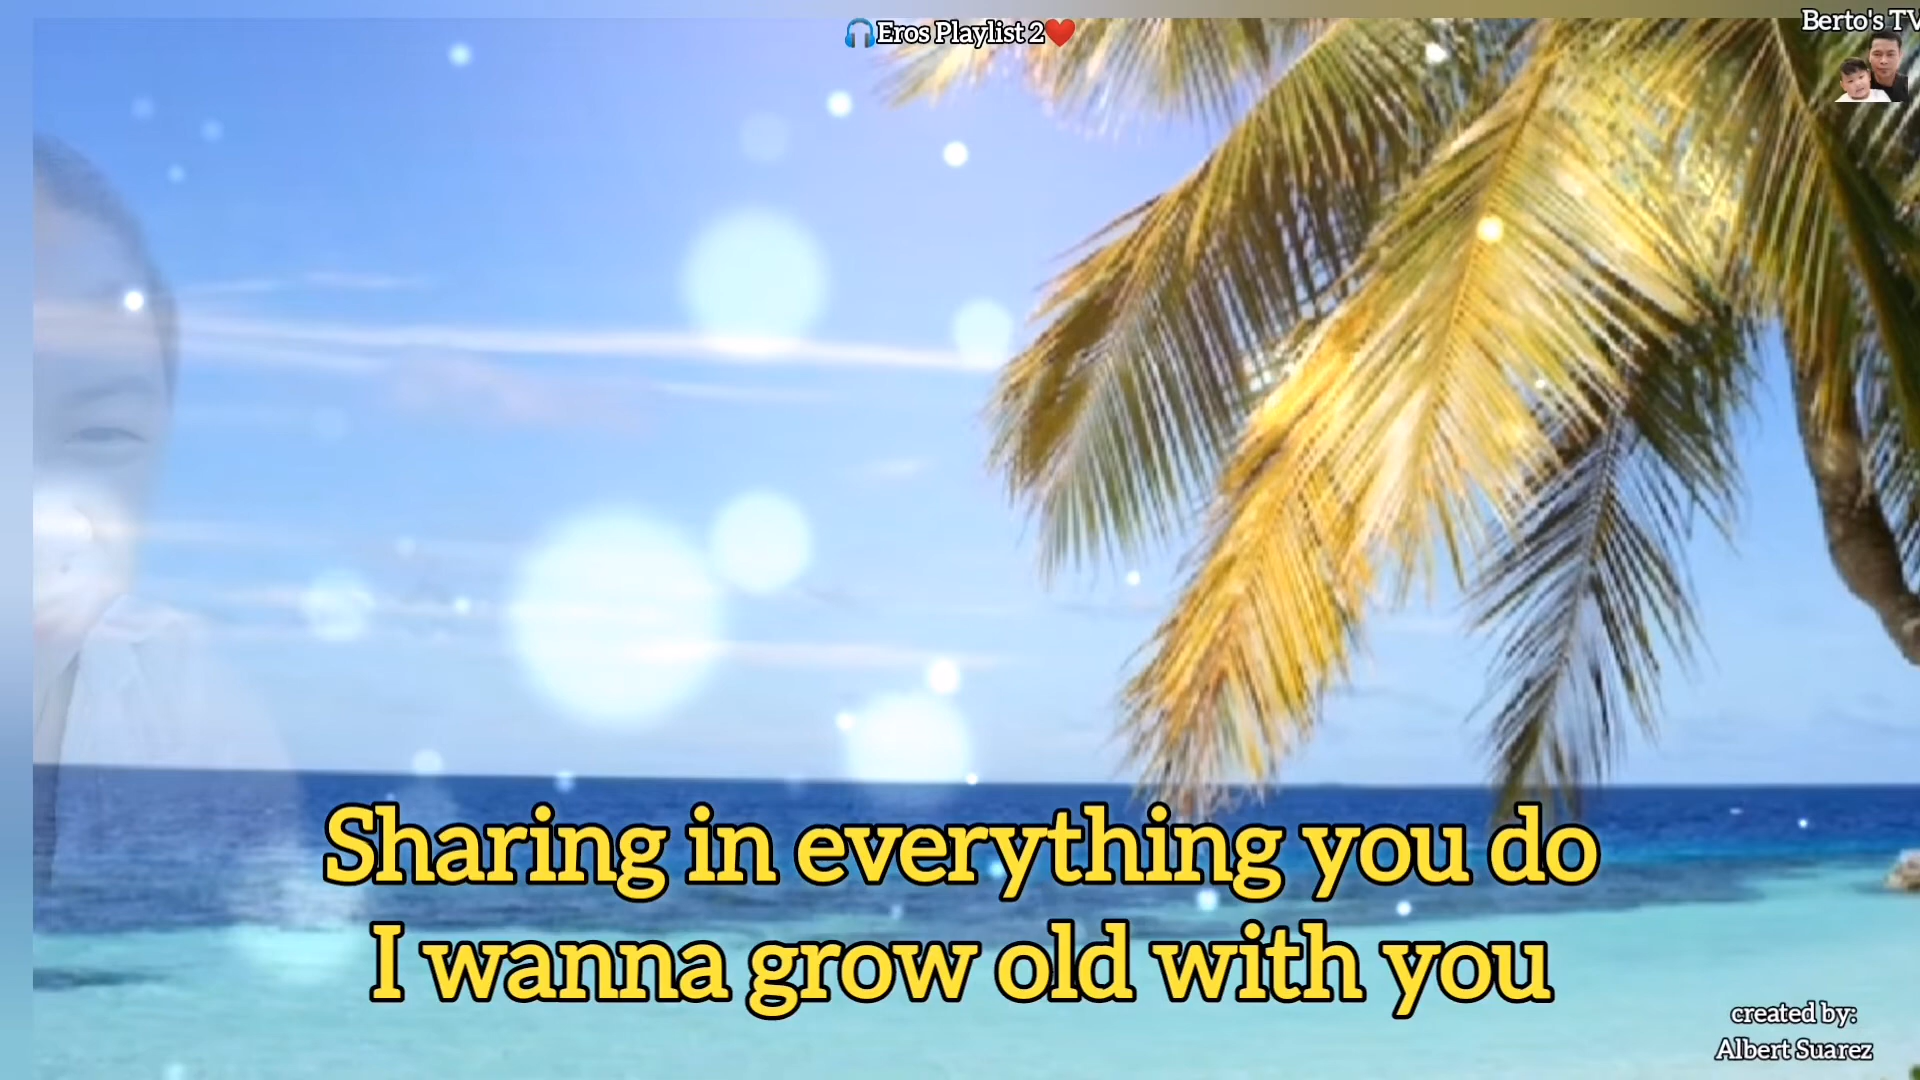 🎧Eros Playlist 2❤️
Berto's TV
Sharing in everything you do
I wanna grow old with you
created by:
Albert Suarez